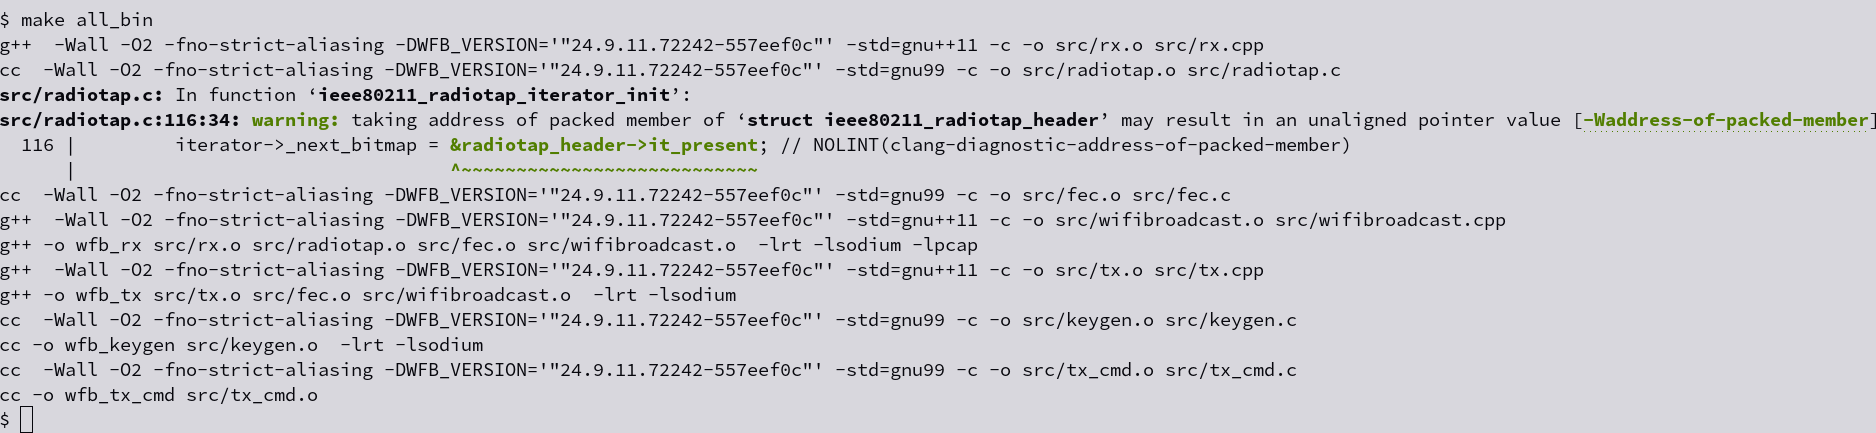 $ make all_bin
g++  -Wall -O2 -fno-strict-aliasing -DWFB_VERSION='"24.9.11.72242-557eef0c"' -std=gnu++11 -c -o src/rx.o src/rx.cpp
cc  -Wall -O2 -fno-strict-aliasing -DWFB_VERSION='"24.9.11.72242-557eef0c"' -std=gnu99 -c -o src/radiotap.o src/radiotap.c
src/radiotap.c: In function ‘ieee80211_radiotap_iterator_init’:
src/radiotap.c:116:34: warning: taking address of packed member of ‘struct ieee80211_radiotap_header’ may result in an unaligned pointer value [-Waddress-of-packed-member]
  116 |         iterator->_next_bitmap = &radiotap_header->it_present; // NOLINT(clang-diagnostic-address-of-packed-member)
      |                                  ^~~~~~~~~~~~~~~~~~~~~~~~~~~~
cc  -Wall -O2 -fno-strict-aliasing -DWFB_VERSION='"24.9.11.72242-557eef0c"' -std=gnu99 -c -o src/fec.o src/fec.c
g++  -Wall -O2 -fno-strict-aliasing -DWFB_VERSION='"24.9.11.72242-557eef0c"' -std=gnu++11 -c -o src/wifibroadcast.o src/wifibroadcast.cpp
g++ -o wfb_rx src/rx.o src/radiotap.o src/fec.o src/wifibroadcast.o  -lrt -lsodium -lpcap
g++  -Wall -O2 -fno-strict-aliasing -DWFB_VERSION='"24.9.11.72242-557eef0c"' -std=gnu++11 -c -o src/tx.o src/tx.cpp
g++ -o wfb_tx src/tx.o src/fec.o src/wifibroadcast.o  -lrt -lsodium
cc  -Wall -O2 -fno-strict-aliasing -DWFB_VERSION='"24.9.11.72242-557eef0c"' -std=gnu99 -c -o src/keygen.o src/keygen.c
cc -o wfb_keygen src/keygen.o  -lrt -lsodium
cc  -Wall -O2 -fno-strict-aliasing -DWFB_VERSION='"24.9.11.72242-557eef0c"' -std=gnu99 -c -o src/tx_cmd.o src/tx_cmd.c
cc -o wfb_tx_cmd src/tx_cmd.o
$